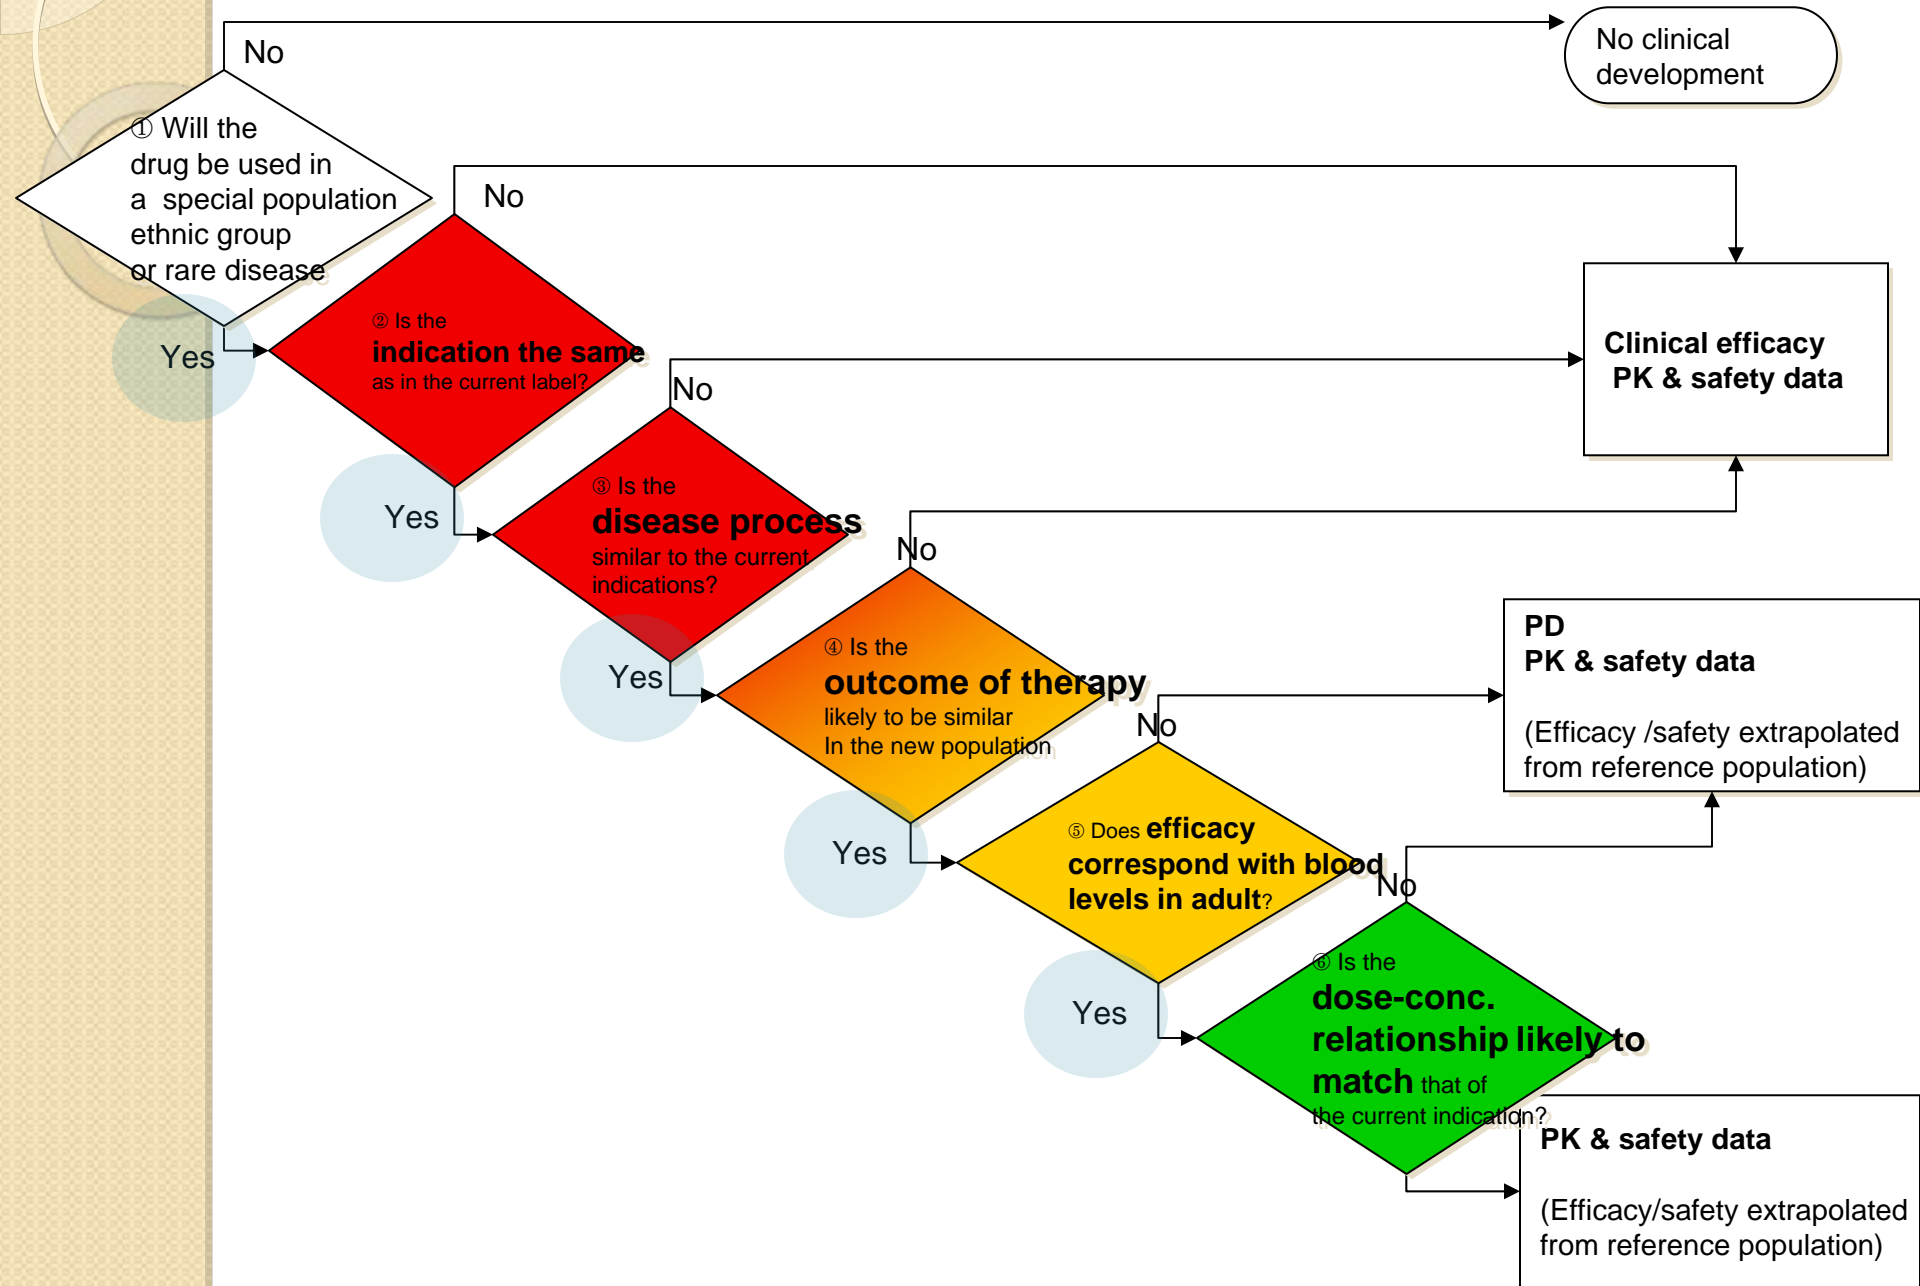 No
No clinical
development
① Will the
drug be used in
a special population
ethnic group
or rare disease
No
Yes
② Is the
indication the same
as in the current label?
Clinical efficacy
PK & safety data
No
Yes
③ Is the
disease process
similar to the current
indications?
No
Yes
④ Is the
outcome of therapy
likely to be similar
In the new population
PD
PK & safety data
(Efficacy /safety extrapolated
from reference population)
No
Yes
⑤ Does efficacy
correspond with blood
levels in adult?
No
Yes
⑥ Is the
dose-conc.
relationship likely to
match that of
the current indication?
PK & safety data
(Efficacy/safety extrapolated
from reference population)